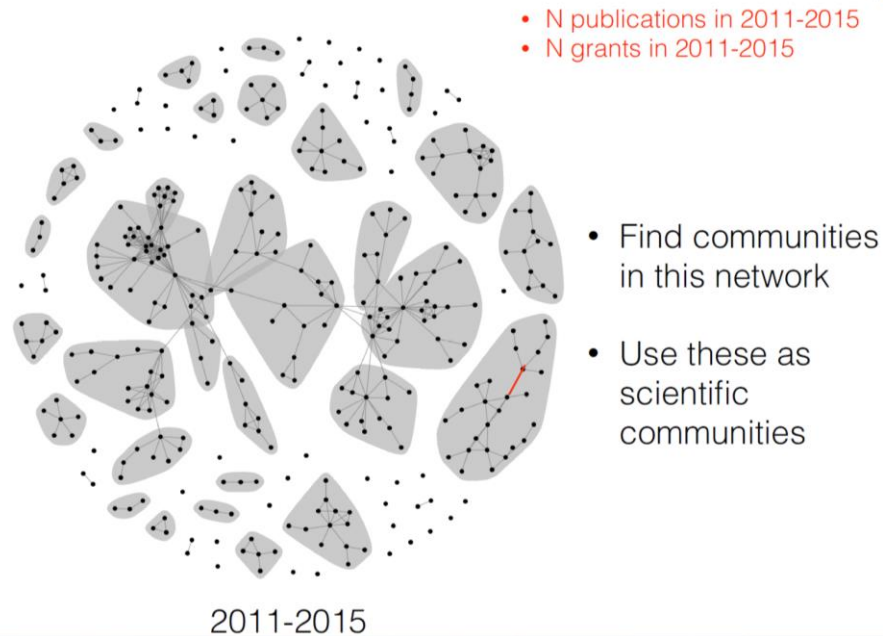 • N publications in 2011-2015
• N grants in 2011-2015
• Find communities
in this network
• Use these as
scientific
communities
2011-2015